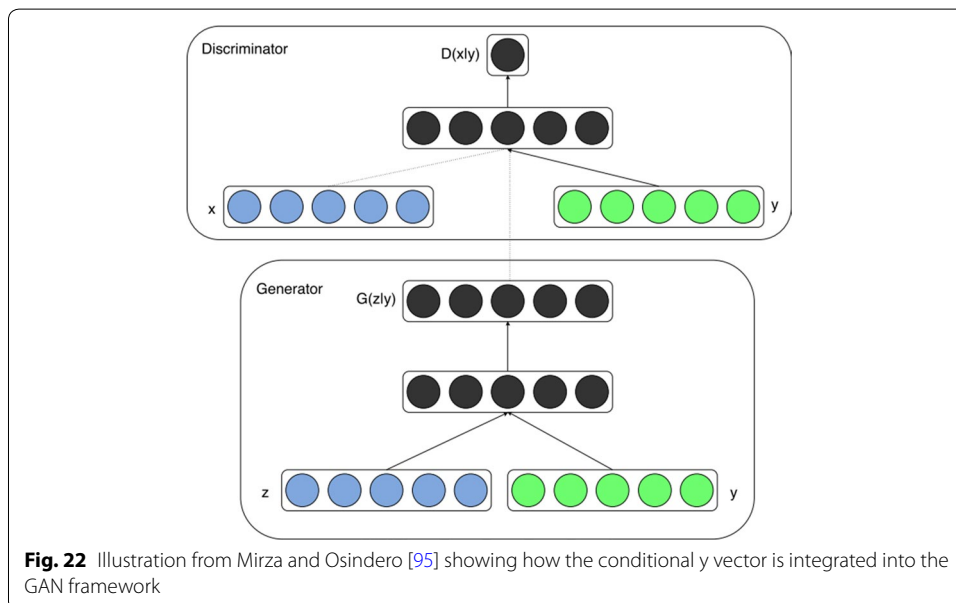 Discriminator
D(x|y)
x
y
Generator
G(z|y)
z
y
Fig. 22 Illustration from Mirza and Osindero [95] showing how the conditional y vector is integrated into the
GAN framework